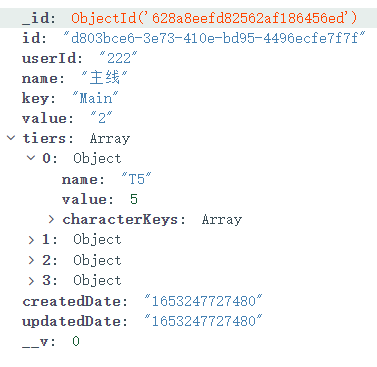 _id: ObjectId('628a8eefd82562af186456ed')
id: "d803bce6-3e73-410e-bd95-4496ecfe7f7f"
userId: "222"
name: "主线"
key: "Main"
value: "2"
tiers: Array
0: Object
name: "T5"
value: 5
characterKeys: Array
1: Object
2: Object
3: Object
createdDate: "1653247727480"
updatedDate: "1653247727480"
__v: 0